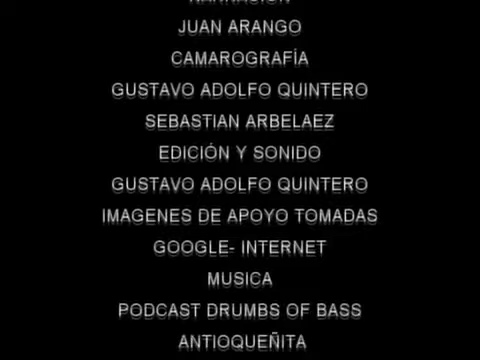 NARRACIÓN
JUAN ARANGO
CAMAROGRAFÍA
GUSTAVO ADOLFO QUINTERO
SEBASTIAN ARBELAEZ
EDICIÓN Y SONIDO
GUSTAVO ADOLFO QUINTERO
IMAGENES DE APOYO TOMADAS
GOOGLE- INTERNET
MUSICA
PODCAST DRUMBS OF BASS
ANTIOQUEÑITA